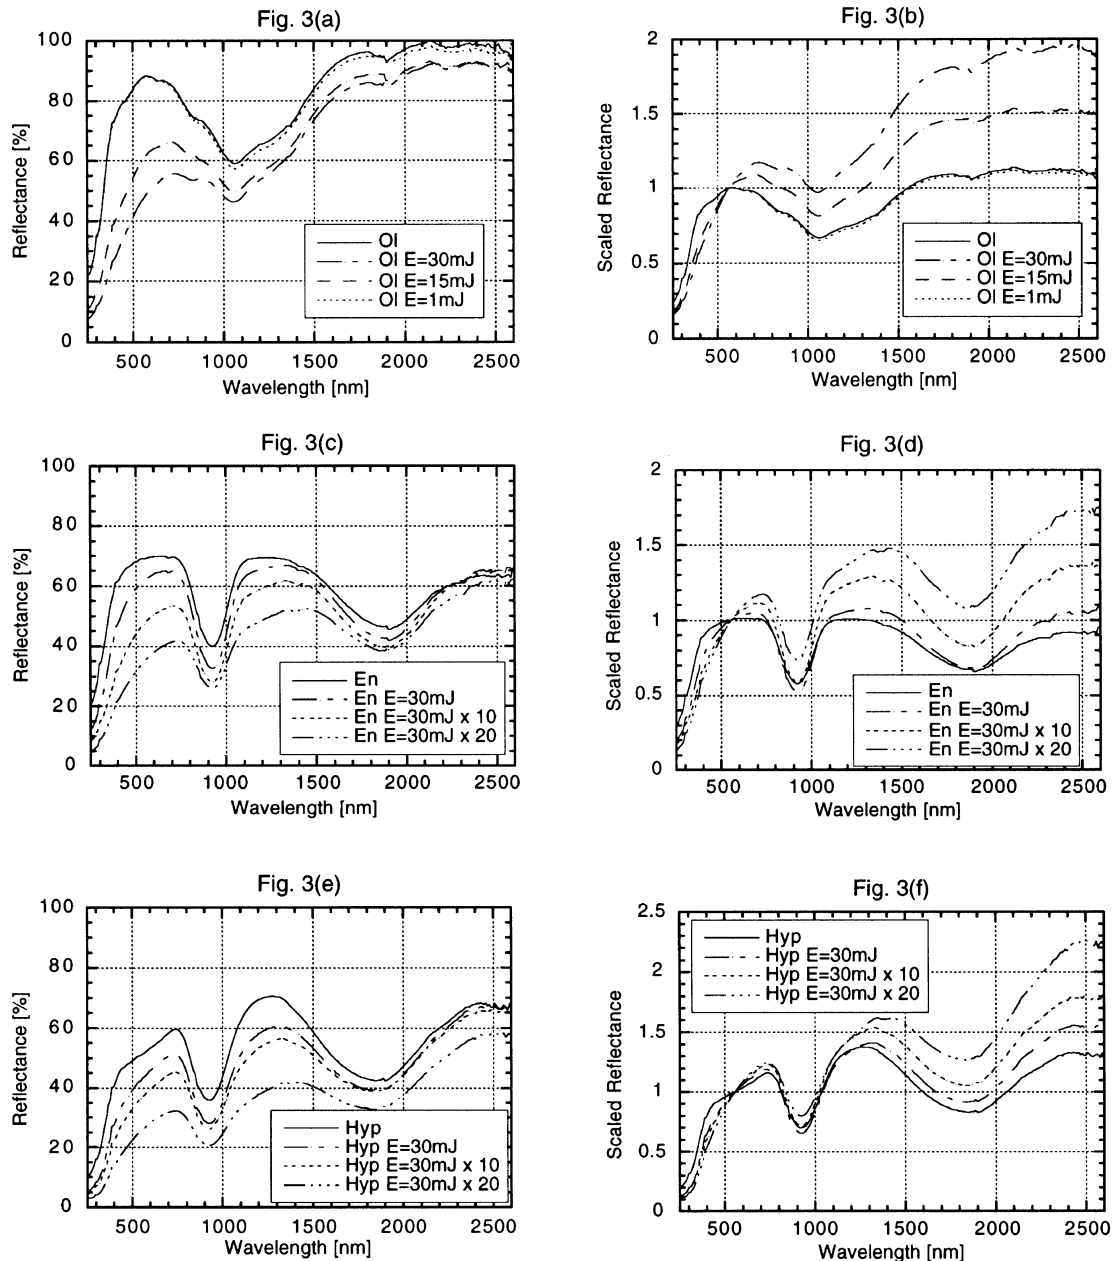 Fig. 3(a)
Reflectance [%]
100
80
60
40
20
0
Ol
Ol E=30mJ
Ol E=15mJ
Ol E=1mJ
500 1000 1500 2000 2500
Wavelength [nm]
Fig. 3(b)
Scaled Reflectance
2
1.5
1
0.5
0
Ol
Ol E=30mJ
Ol E=15mJ
Ol E=1mJ
500 1000 1500 2000 2500
Wavelength [nm]
Fig. 3(c)
Reflectance [%]
100
80
60
40
20
0
En
En E=30mJ
En E=30mJ x 10
En E=30mJ x 20
500 1000 1500 2000 2500
Wavelength [nm]
Fig. 3(d)
Scaled Reflectance
2
1.5
1
0.5
0
En
En E=30mJ
En E=30mJ x 10
En E=30mJ x 20
500 1000 1500 2000 2500
Wavelength [nm]
Fig. 3(e)
Reflectance [%]
100
80
60
40
20
0
Hyp
Hyp E=30mJ
Hyp E=30mJ x 10
Hyp E=30mJ x 20
500 1000 1500 2000 2500
Wavelength [nm]
Fig. 3(f)
Scaled Reflectance
2.5
2
1.5
1
0.5
0
Hyp
Hyp E=30mJ
Hyp E=30mJ x 10
Hyp E=30mJ x 20
500 1000 1500 2000 2500
Wavelength [nm]